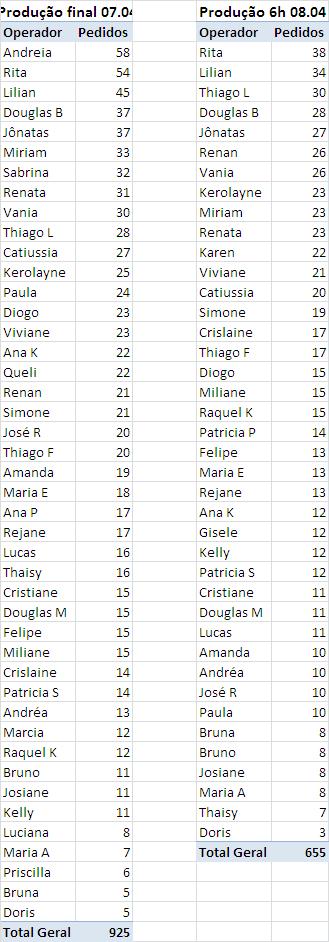 Produção final 07.04
Operador Pedidos
Andreia 58
Rita 54
Lilian 45
Douglas B 37
Jônatas 37
Miriam 33
Sabrina 32
Renata 31
Vania 30
Thiago L 28
Catiussia 27
Kerolayne 25
Paula 24
Diogo 23
Viviane 23
Ana K 22
Queli 22
Renan 21
Simone 21
José R 20
Thiago F 20
Amanda 19
Maria E 18
Ana P 17
Rejane 17
Lucas 16
Thaisy 16
Cristiane 15
Douglas M 15
Felipe 15
Miliane 15
Crislaine 14
Patricia S 14
Andréa 13
Marcia 12
Raquel K 12
Bruno 11
Josiane 11
Kelly 11
Luciana 8
Maria A 7
Priscilla 6
Bruna 5
Doris 5
Total Geral 925
Produção 6h 08.04
Operador Pedidos
Rita 38
Lilian 34
Thiago L 30
Douglas B 28
Jônatas 27
Renan 26
Vania 26
Kerolayne 23
Miriam 23
Renata 23
Karen 22
Viviane 21
Catiussia 20
Simone 19
Crislaine 17
Thiago F 17
Diogo 15
Miliane 15
Raquel K 15
Patricia P 14
Felipe 13
Maria E 13
Rejane 13
Ana K 12
Gisele 12
Kelly 12
Patricia S 12
Cristiane 11
Douglas M 11
Lucas 11
Amanda 10
Andréa 10
José R 10
Paula 10
Bruna 8
Bruno 8
Josiane 8
Maria A 8
Thaisy 7
Doris 3
Total Geral 655